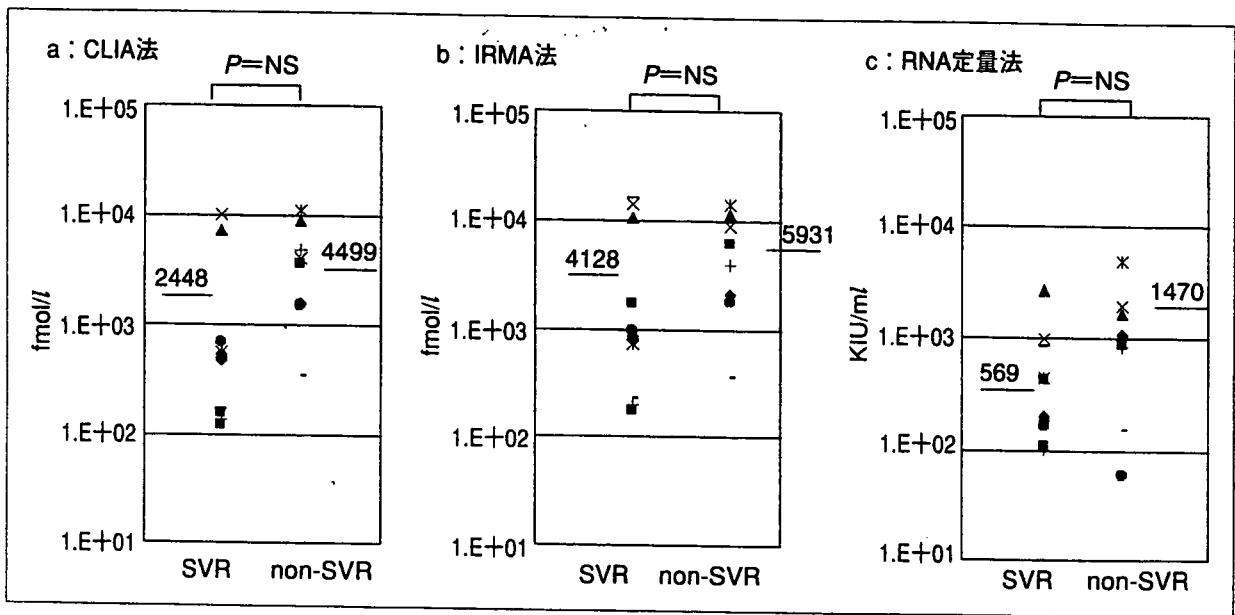 a：CLIA法
P=NS
1.E+05
1.E+04
1.E+03
1.E+02
1.E+01
fmol/l
2448
4499
SVR
non-SVR
b：IRMA法
P=NS
1.E+05
1.E+04
1.E+03
1.E+02
1.E+01
fmol/l
4128
5931
SVR
non-SVR
c：RNA定量法
P=NS
1.E+05
1.E+04
1.E+03
1.E+02
1.E+01
KIU/ml
569
1470
SVR
non-SVR